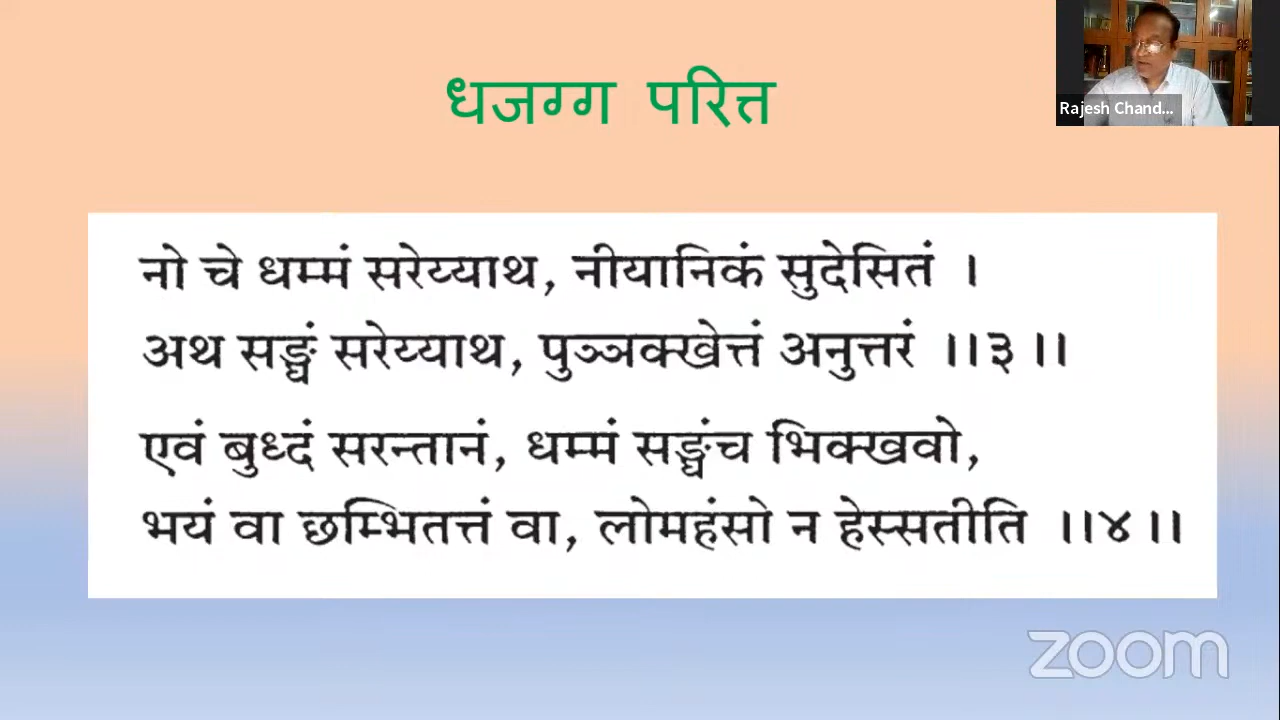 धजग्ग परित्त
Rajesh Chand...
नो चे धम्मं सरेय्याथ, नीयानिकं सुदेसितं ।
अथ सङ्घं सरेय्याथ, पुञ्ञक्खेत्तं अनुत्तरं ।।३।।
एवं बुध्दं सरन्तानं, धम्मं सङ्घंच भिक्खवो,
भयं वा छम्भितत्तं वा, लोमहंसो न हेस्सतीति ।।४।।
zoom